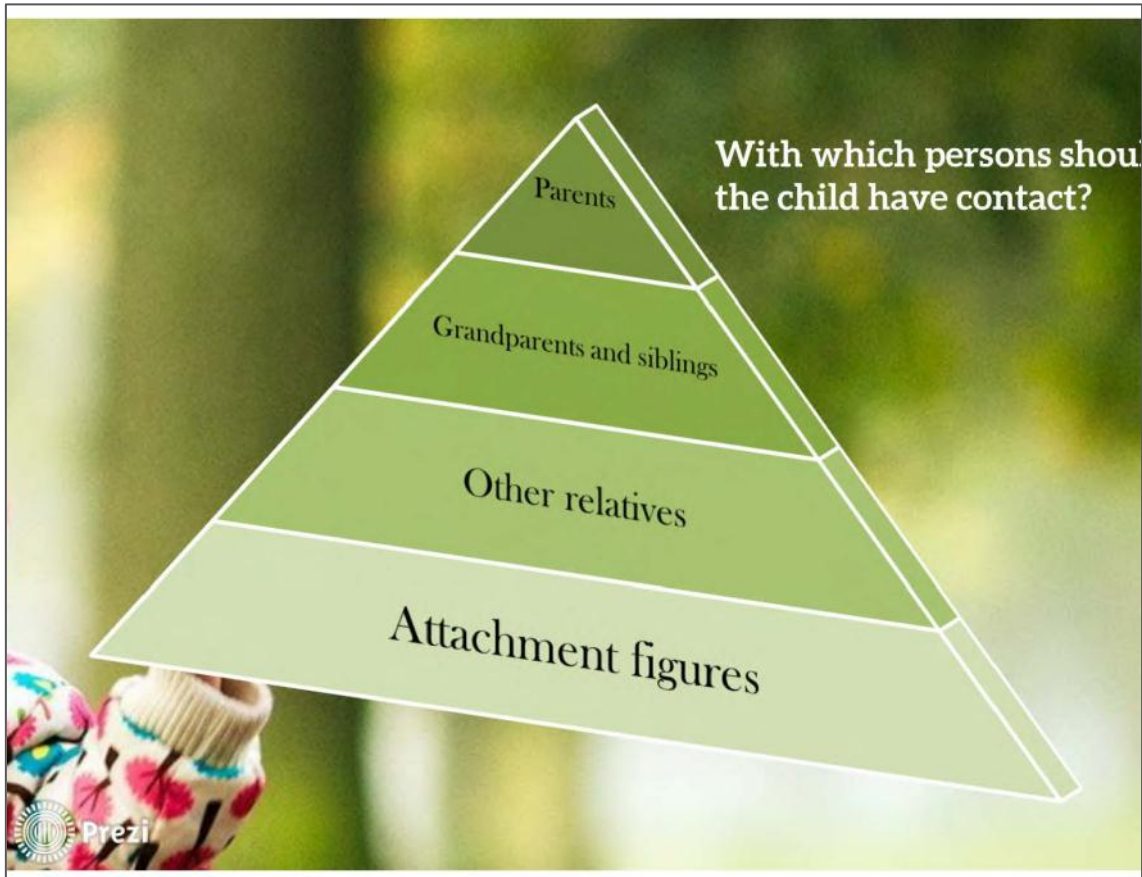 With which persons shoul
the child have contact?
Parents
Grandparents and siblings
Other relatives
Attachment figures
Prezi